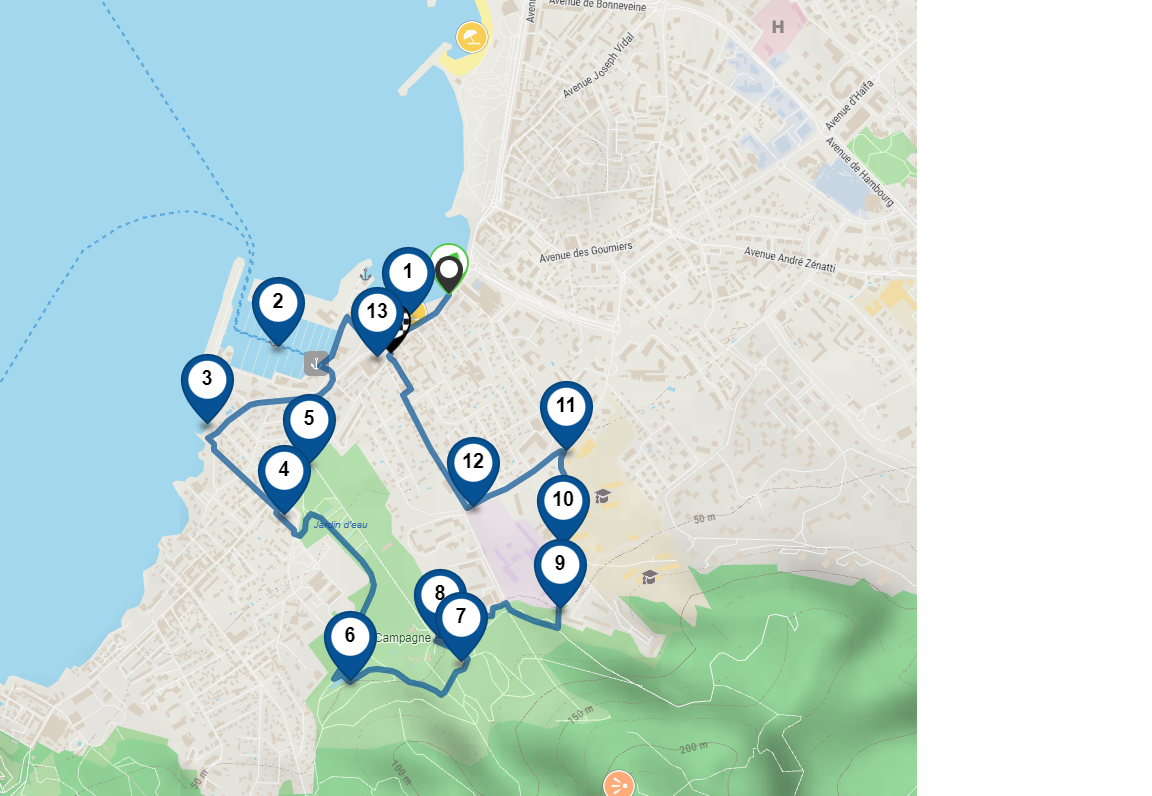 Avenue de Bonneveine
Aven
H
Avenue Joseph Vidal
Avenue d'Haïfa
Avenue de Hambourg
Avenue des Goumiers
Avenue André Zénatti
1
2
13
3
11
5
12
4
10
50 m
Jardin d'eau
9
8
7
6
Campagne
150 m
200 m
100 m
50 m